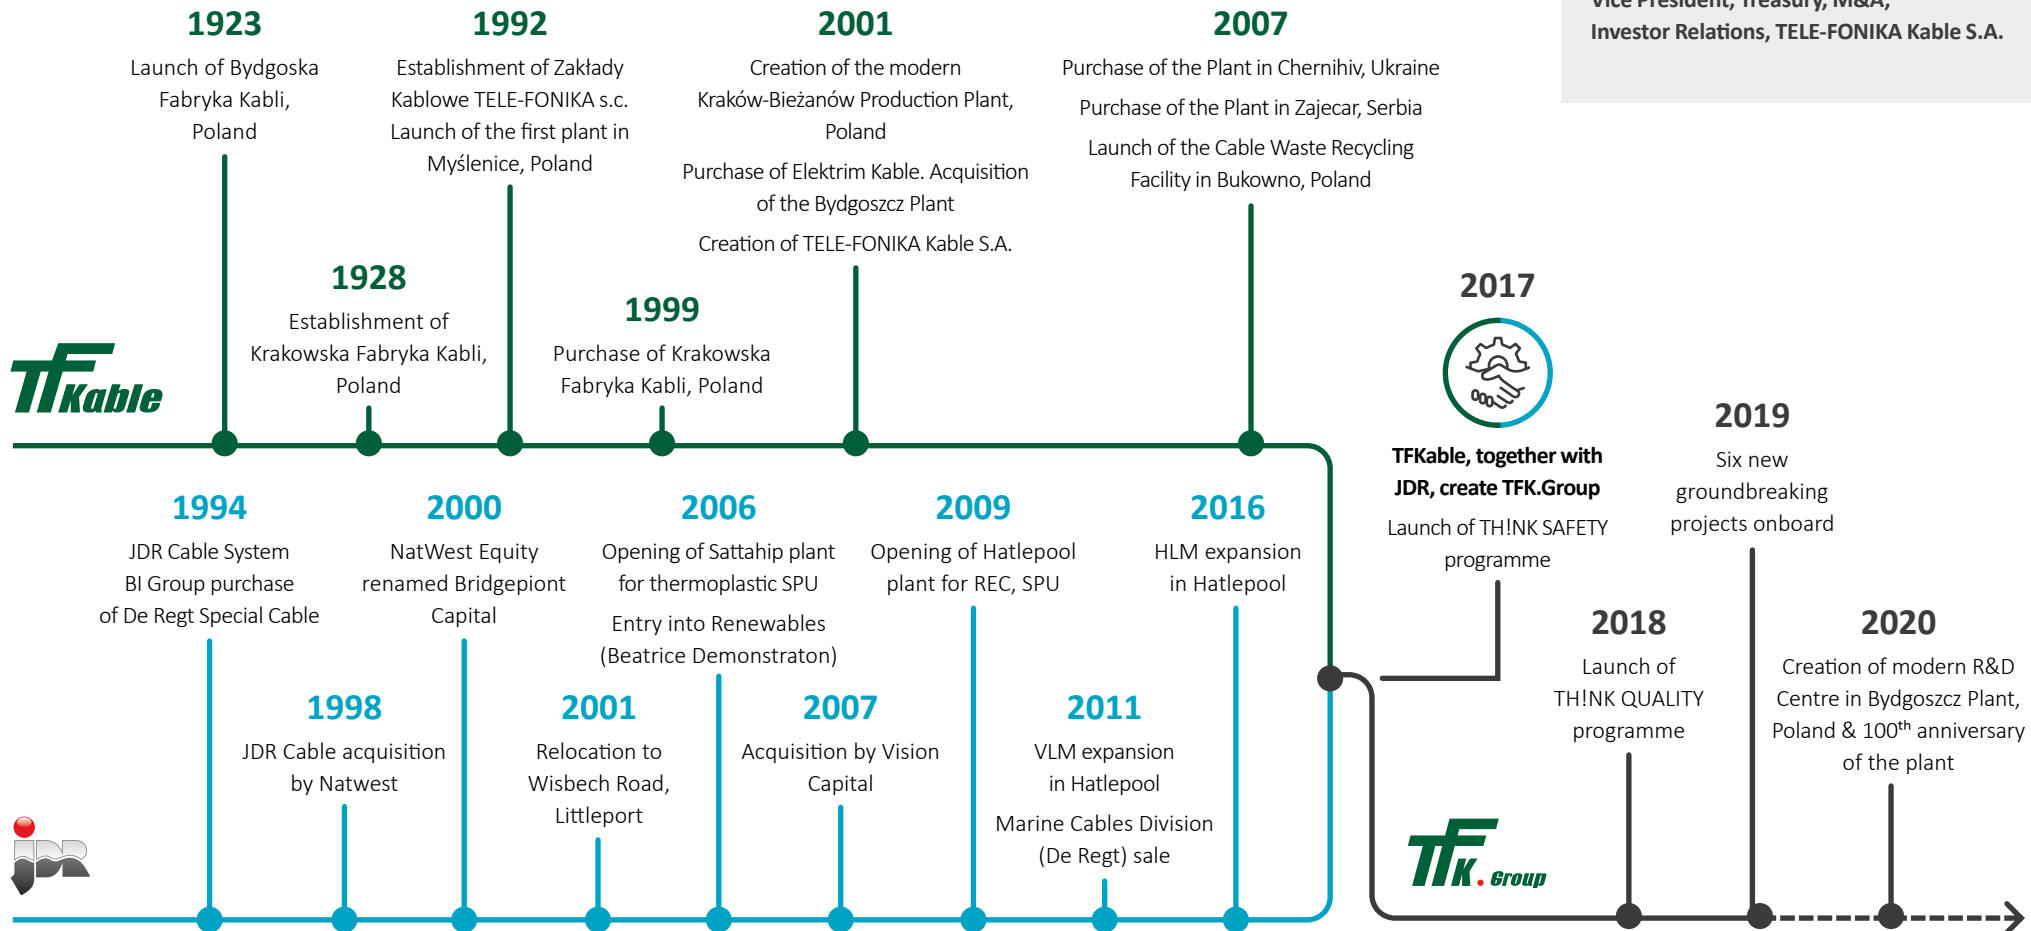 Vice President, Treasury, M&A,
Investor Relations, TELE-FONIKA Kable S.A.
1923
Launch of Bydgoska
Fabryka Kabli,
Poland
1928
Establishment of
Krakowska Fabryka Kabli,
Poland
1992
Establishment of Zakłady
Kablowe TELE-FONIKA s.c.
Launch of the first plant in
Myślenice, Poland
1999
Purchase of Krakowska
Fabryka Kabli, Poland
2001
Creation of the modern
Kraków-Bieżanów Production Plant,
Poland
Purchase of Elektrim Kable. Acquisition
of the Bydgoszcz Plant
Creation of TELE-FONIKA Kable S.A.
2007
Purchase of the Plant in Chernihiv, Ukraine
Purchase of the Plant in Zajecar, Serbia
Launch of the Cable Waste Recycling
Facility in Bukowno, Poland
TFKable
1994
JDR Cable System
BI Group purchase
of De Regt Special Cable
1998
JDR Cable acquisition
by Natwest
2000
NatWest Equity
renamed Bridgepiont
Capital
2001
Relocation to
Wisbech Road,
Littleport
2006
Opening of Sattahip plant
for thermoplastic SPU
Entry into Renewables
(Beatrice Demonstraton)
2007
Acquisition by Vision
Capital
2009
Opening of Hatlepool
plant for REC, SPU
2011
VLM expansion
in Hatlepool
Marine Cables Division
(De Regt) sale
2016
HLM expansion
in Hatlepool
JDR
2017
TFKable, together with
JDR, create TFK.Group
Launch of TH!NK SAFETY
programme
2018
Launch of
TH!NK QUALITY
programme
2019
Six new
groundbreaking
projects onboard
2020
Creation of modern R&D
Centre in Bydgoszcz Plant,
Poland & 100th anniversary
of the plant
TFK.Group